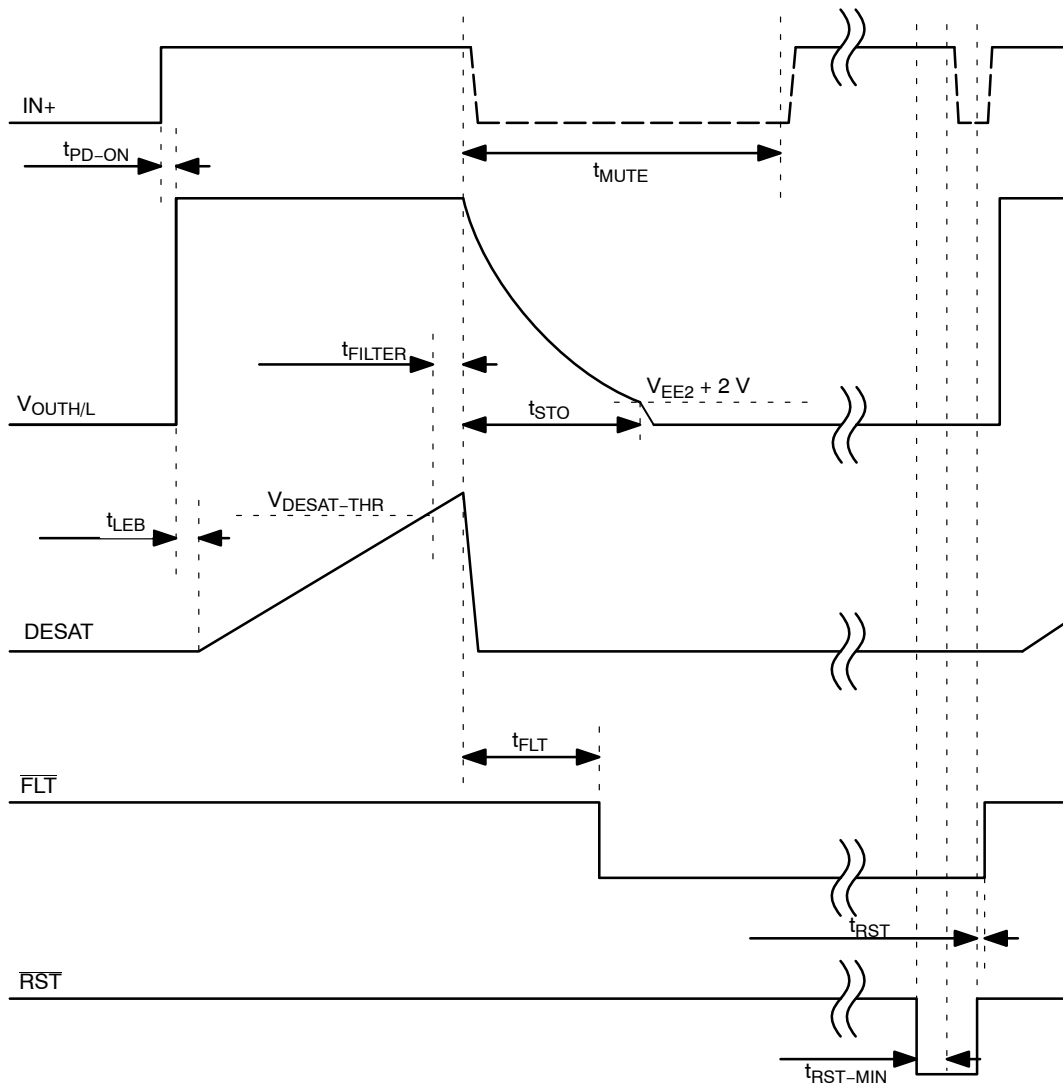 IN+
tPD−ON
tMUTE
tFILTER
VEE2 + 2 V
VOUTH/L
tSTO
VDESAT−THR
tLEB
DESAT
tFLT
FLT
tRST
RST
tRST−MIN